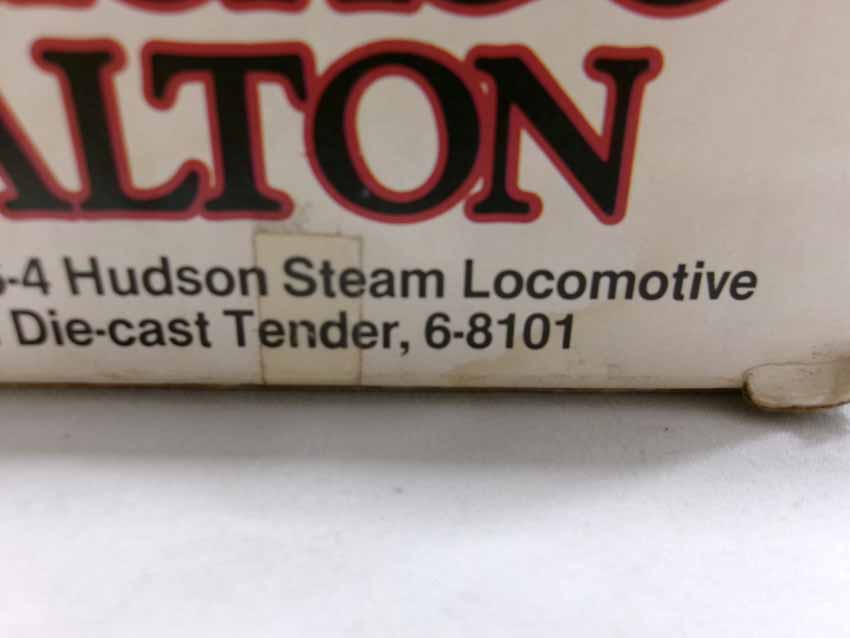 ALTON
-4 Hudson Steam Locomotive
Die-cast Tender, 6-8101